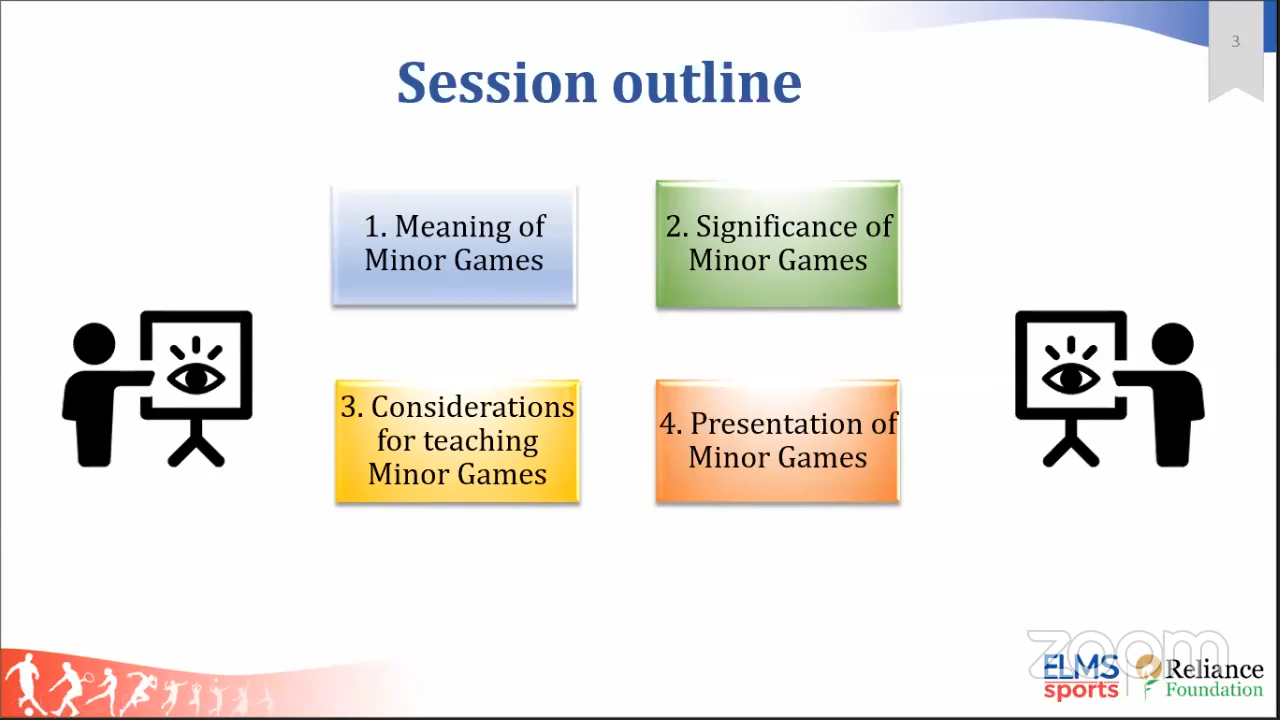 3
Session outline
1. Meaning of
Minor Games
2. Significance of
Minor Games
3. Considerations
for teaching
Minor Games
4. Presentation of
Minor Games
zoom
ELMS
sports
Reliance
Foundation